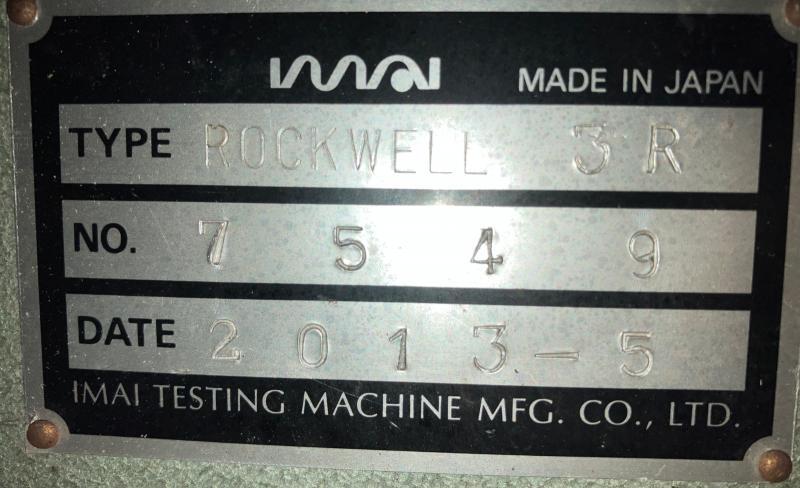 IMAI MADE IN JAPAN
TYPE ROCKWELL 3R
NO. 7549
DATE 2013-5
IMAI TESTING MACHINE MFG. CO., LTD.